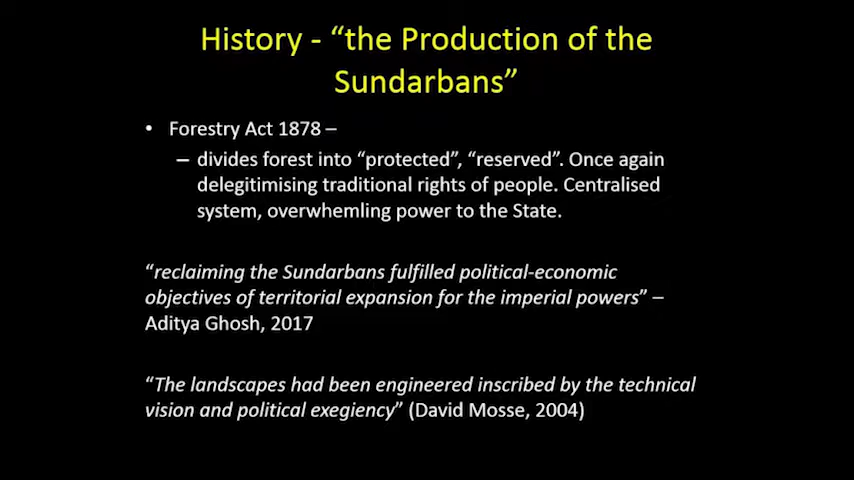 History - “the Production of the
Sundarbans”
• Forestry Act 1878 –
– divides forest into “protected”, “reserved”. Once again
delegitimising traditional rights of people. Centralised
system, overwhemling power to the State.
“reclaiming the Sundarbans fulfilled political-economic
objectives of territorial expansion for the imperial powers” –
Aditya Ghosh, 2017
“The landscapes had been engineered inscribed by the technical
vision and political exegiency” (David Mosse, 2004)